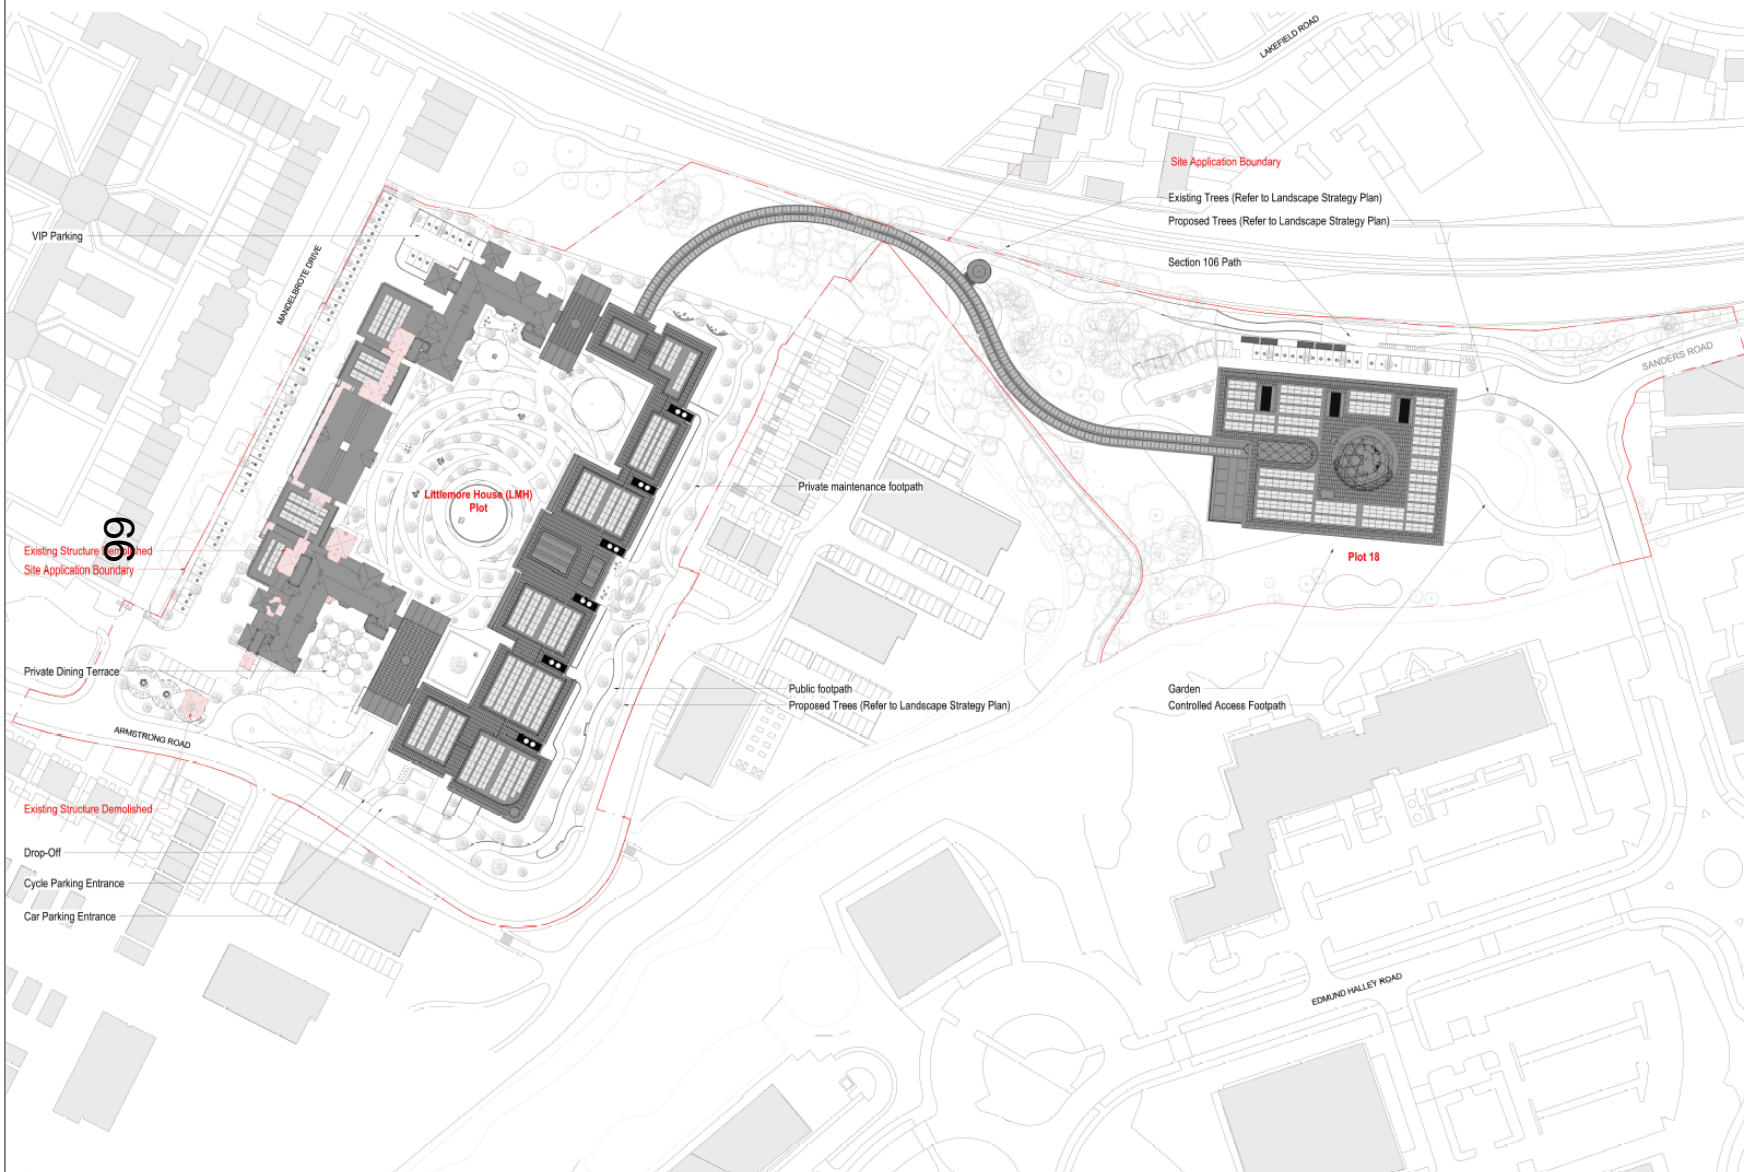 LAKEFIELD ROAD
Site Application Boundary
Existing Trees (Refer to Landscape Strategy Plan)
Proposed Trees (Refer to Landscape Strategy Plan)
VIP Parking
MANDELBROTE DRIVE
Section 106 Path
SANDERS ROAD
Littlemore House (LMH)
Plot
Private maintenance footpath
66
Existing Structure Demolished
Site Application Boundary
Plot 18
Private Dining Terrace
Public footpath
Proposed Trees (Refer to Landscape Strategy Plan)
Garden
Controlled Access Footpath
ARMSTRONG ROAD
Existing Structure Demolished
Drop-Off
Cycle Parking Entrance
Car Parking Entrance
EDMUND HALLEY ROAD